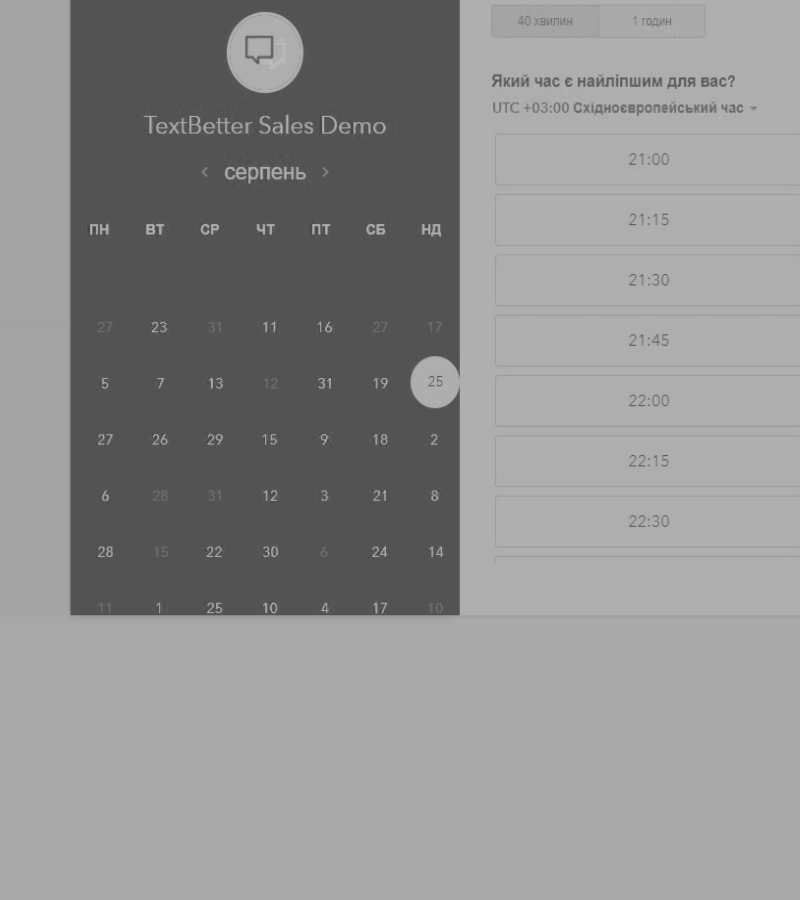 40 хвилин 1 годин
TextBetter Sales Demo
‹ серпень ›
ПН ВТ СР ЧТ ПТ СБ НД
27 23 31 11 16 27 17
5 7 13 12 31 19 25
27 26 29 15 9 18 2
6 28 31 12 3 21 8
28 15 22 30 6 24 14
11 1 25 10 4 17 10
Який час є найліпшим для вас?
UTC +03:00 Східноєвропейський час
21:00
21:15
21:30
21:45
22:00
22:15
22:30